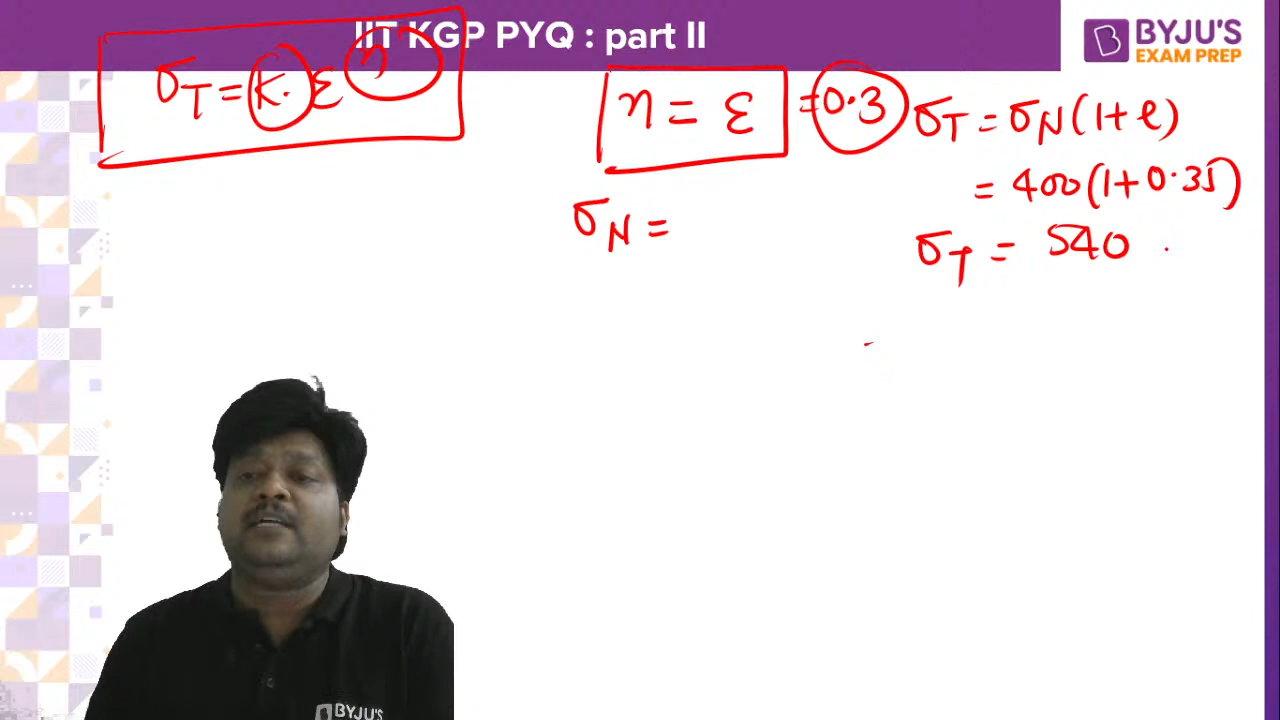 IIT KGP PYQ : part II
BYJU'S
EXAM PREP
σT = K. ε^n
n = ε = 0.3
σN =
σT = σN (1 + e)
= 400 (1 + 0.35)
σT = 540
BYJU'S